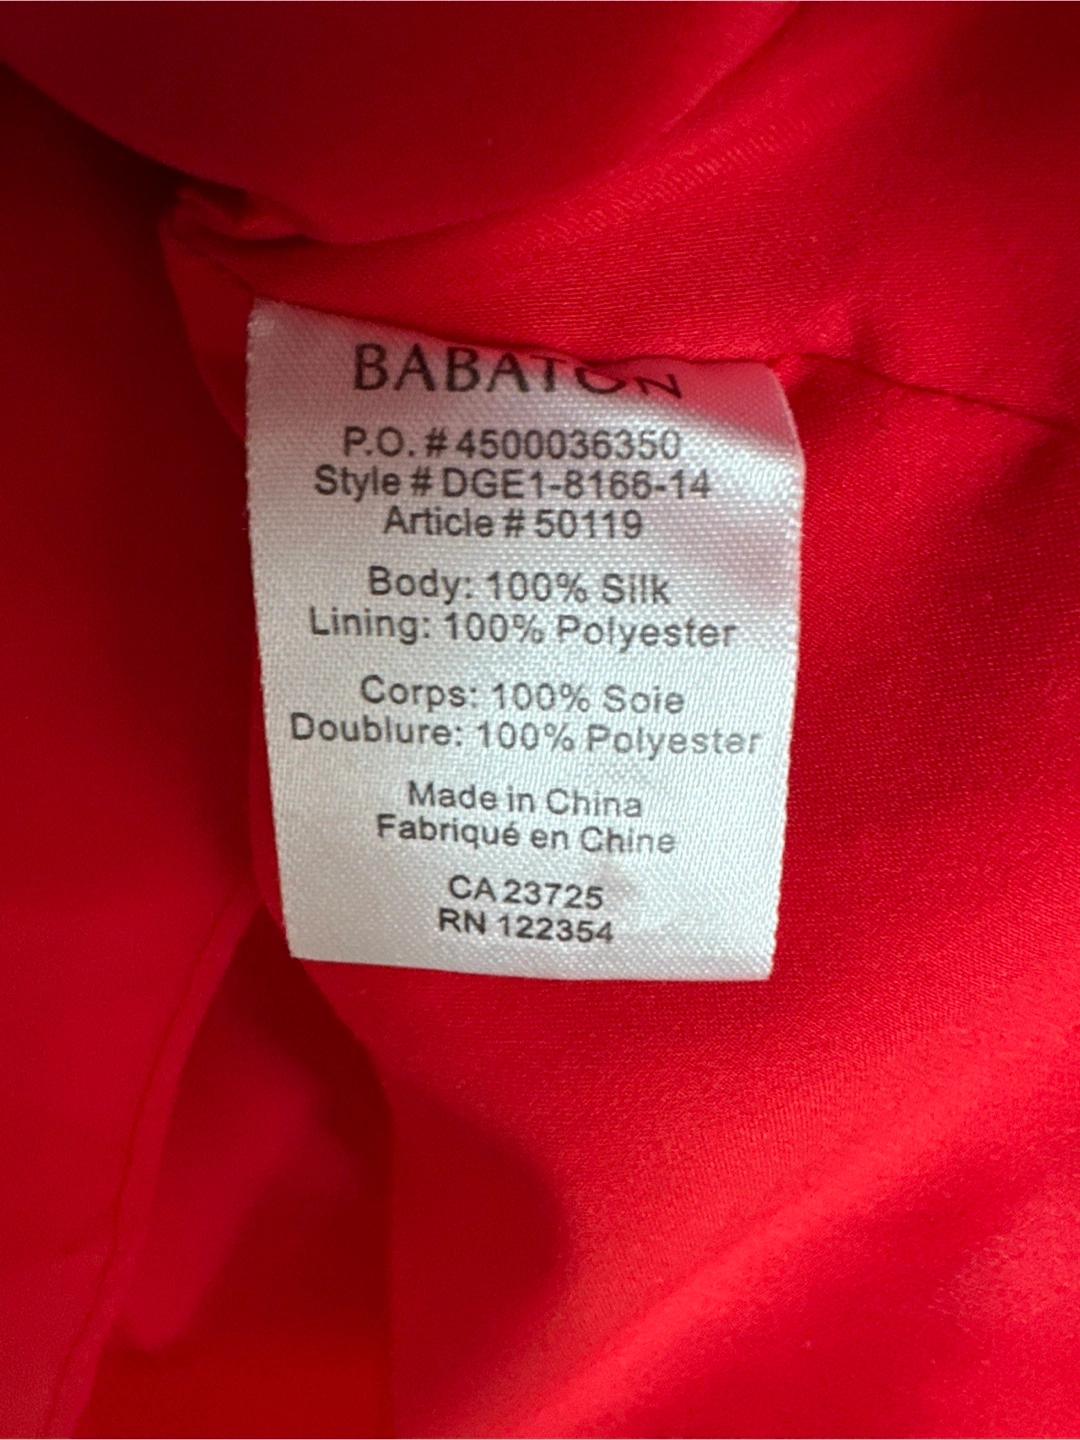 BABATON
P.O. # 4500036350
Style # DGE1-8166-14
Article # 50119
Body: 100% Silk
Lining: 100% Polyester
Corps: 100% Soie
Doublure: 100% Polyester
Made in China
Fabriqué en Chine
CA 23725
RN 122354